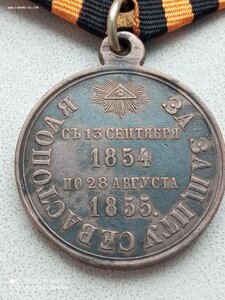 ЗА ЗАЩИТУ СЕВАСТОПОЛЯ
СЪ 13 СЕНТЯБРЯ
1854
ПО 28 АВГУСТА
1855.